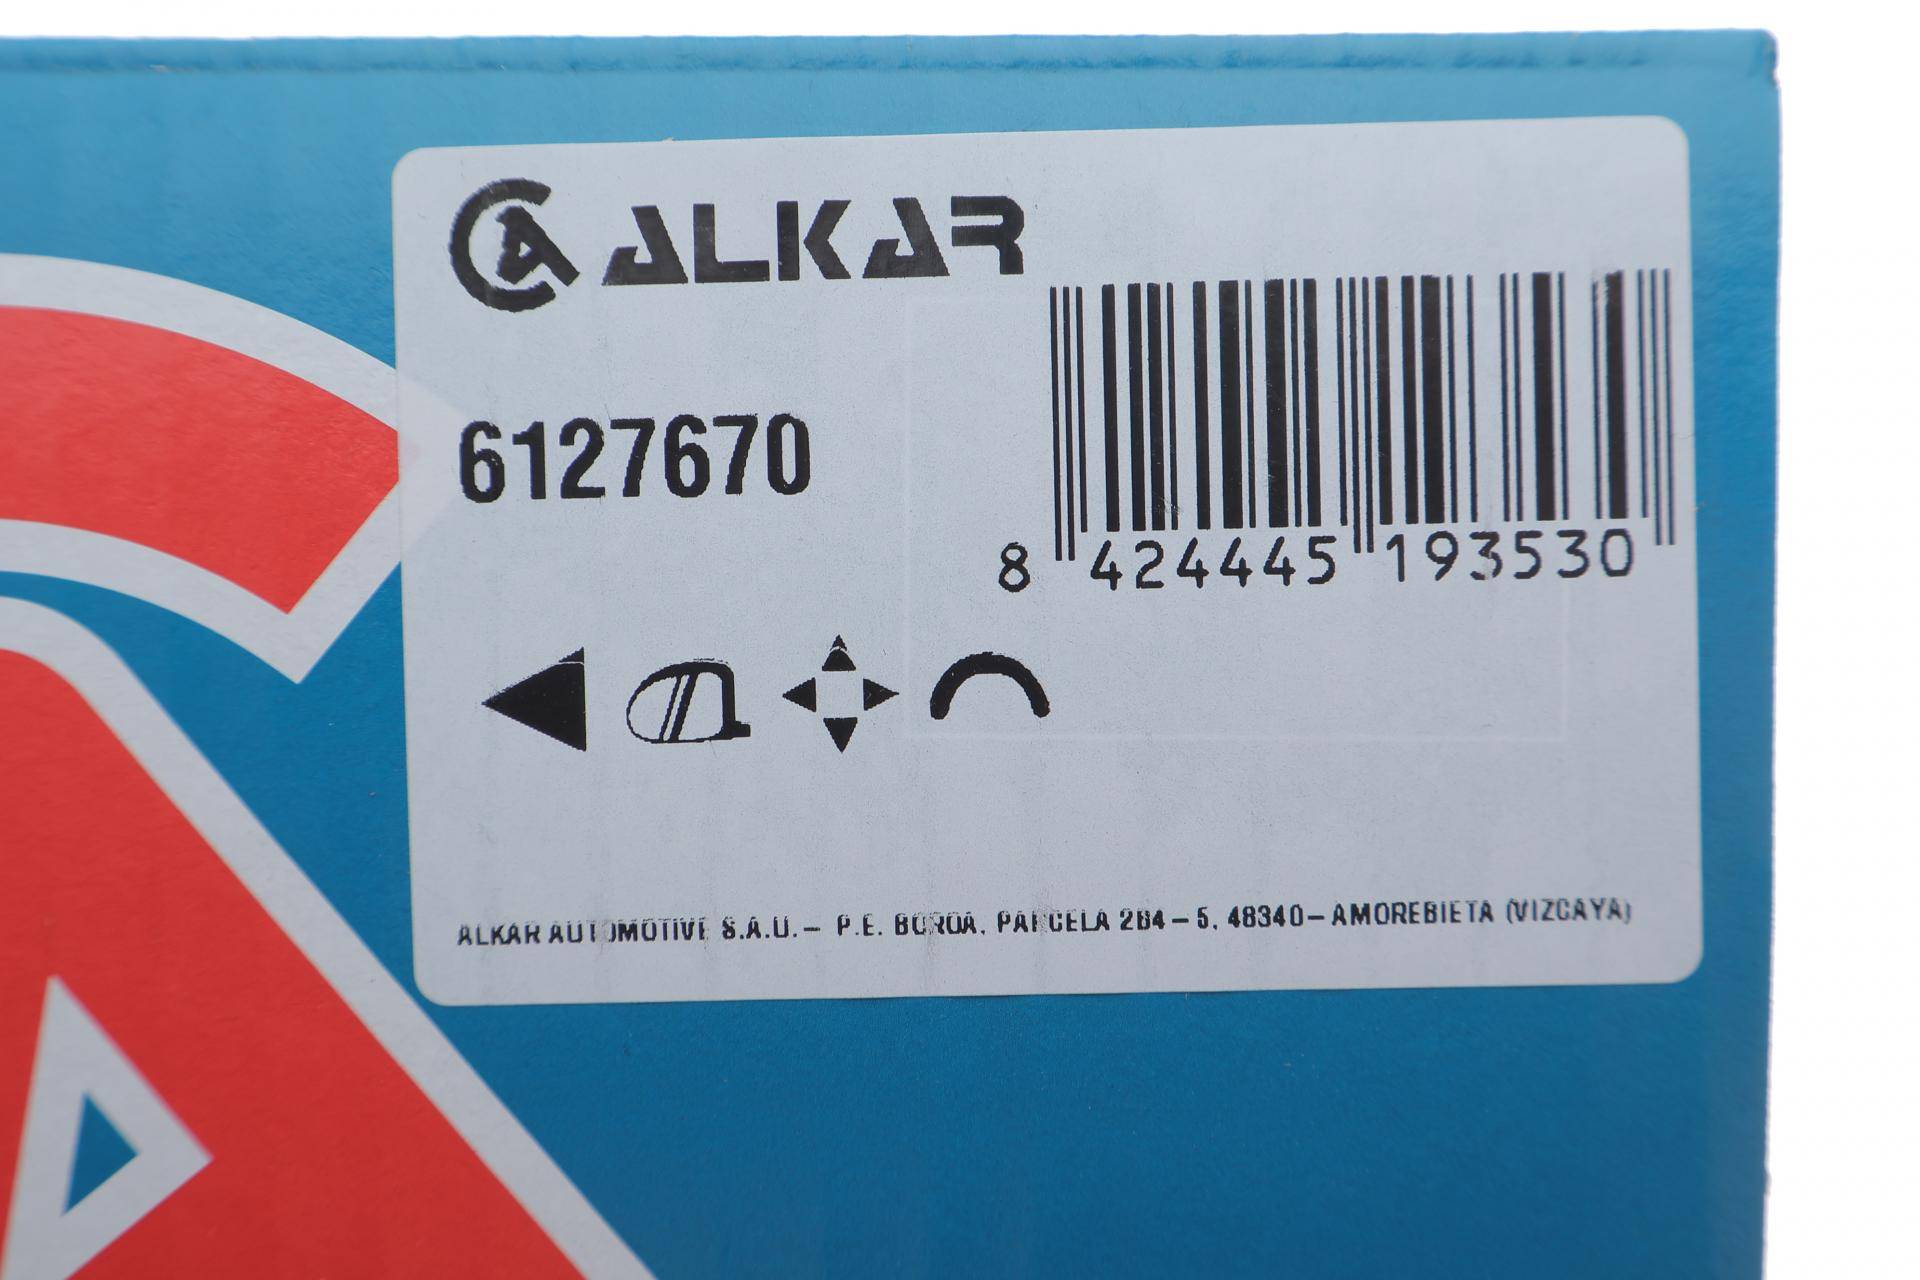 ALKAR
6127670
8 424445 193530
ALKAR AUTOMOTIVE S.A.U.- P.E. BOROA, PARCELA 2B4-5, 48340-AMOREBIETA (VIZCAYA)